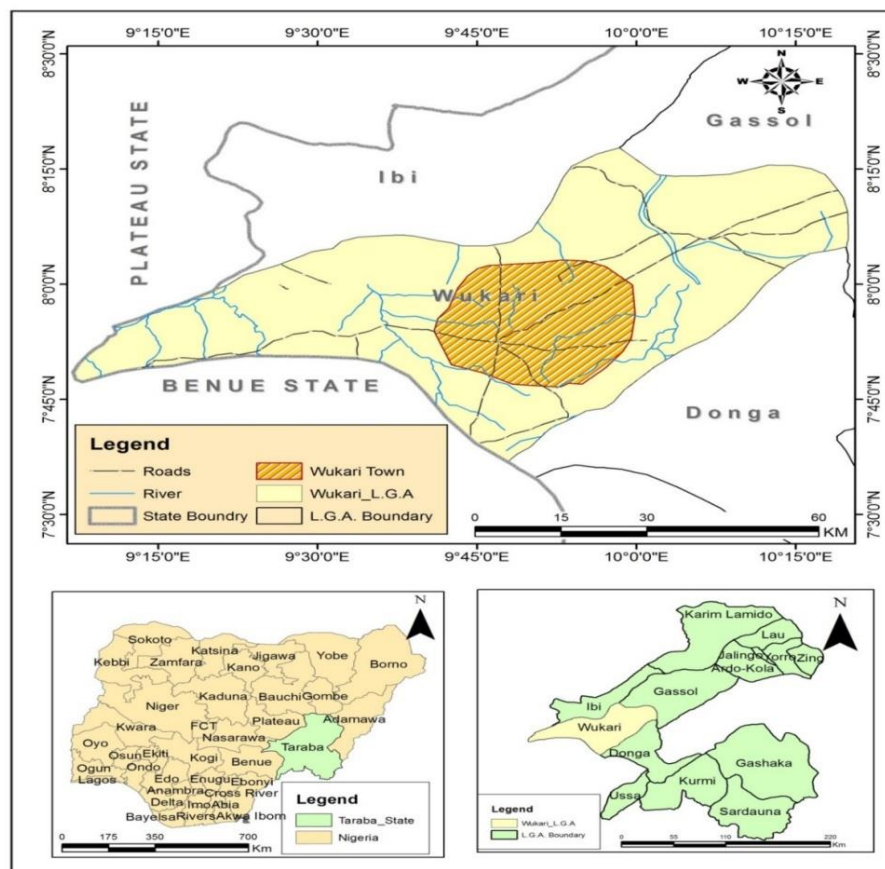 9°15'0"E 9°30'0"E 9°45'0"E 10°0'0"E 10°15'0"E
8°30'0"N 8°30'0"N
N
W E
S
Gassol
PLATEAU STATE
Ibi
8°15'0"N 8°15'0"N
8°0'0"N 8°0'0"N
Wukari
BENUE STATE
7°45'0"N 7°45'0"N
Donga
Legend
Roads Wukari Town
River Wukari_L.G.A
State Boundry L.G.A. Boundary
7°30'0"N 7°30'0"N
0 15 30 60
KM
9°15'0"E 9°30'0"E 9°45'0"E 10°0'0"E 10°15'0"E
N
Sokoto
Katsina
Jigawa
Yobe
Kebbi
Zamfara
Kano
Borno
Kaduna
Bauchi
Gombe
Niger
Plateau
Adamawa
Kwara
FCT
Nasarawa
Taraba
Oyo
Osun
Ekiti
Kogi
Benue
Ogun
Ondo
Lagos
Edo
Enugu
Ebonyi
Anambra
Cross River
Delta
Imo
Abia
Bayelsa
Rivers
Akwa Ibom
Legend
Taraba_State
Nigeria
0 175 350 700
Km
N
Karim Lamido
Lau
Jalingo
Yorro
Zing
Ardo-Kola
Gassol
Ibi
Wukari
Donga
Gashaka
Kurmi
Ussa
Sardauna
Legend
Wukari_L.G.A
L.G.A. Boundary
0 55 110 220
Km